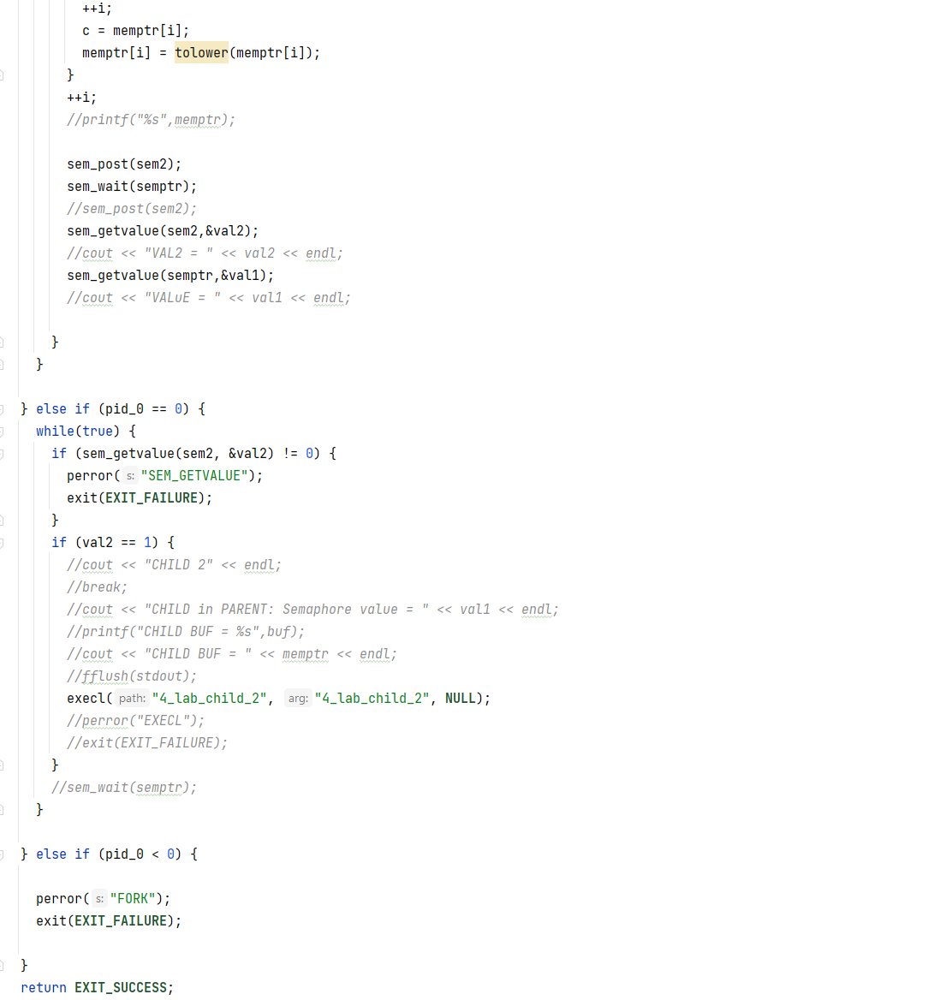 ++i;
c = memptr[i];
memptr[i] = tolower(memptr[i]);
}
++i;
//printf("%s",memptr);
sem_post(sem2);
sem_wait(semptr);
//sem_post(sem2);
sem_getvalue(sem2,&val2);
//cout << "VAL2 = " << val2 << endl;
sem_getvalue(semptr,&val1);
//cout << "VALuE = " << val1 << endl;
}
}
} else if (pid_0 == 0) {
while(true) {
if (sem_getvalue(sem2, &val2) != 0) {
perror( s: "SEM_GETVALUE");
exit(EXIT_FAILURE);
}
if (val2 == 1) {
//cout << "CHILD 2" << endl;
//break;
//cout << "CHILD in PARENT: Semaphore value = " << val1 << endl;
//printf("CHILD BUF = %s",buf);
//cout << "CHILD BUF = " << memptr << endl;
//fflush(stdout);
execl( path: "4_lab_child_2", arg: "4_lab_child_2", NULL);
//perror("EXECL");
//exit(EXIT_FAILURE);
}
//sem_wait(semptr);
}
} else if (pid_0 < 0) {
perror( s: "FORK");
exit(EXIT_FAILURE);
}
return EXIT_SUCCESS;